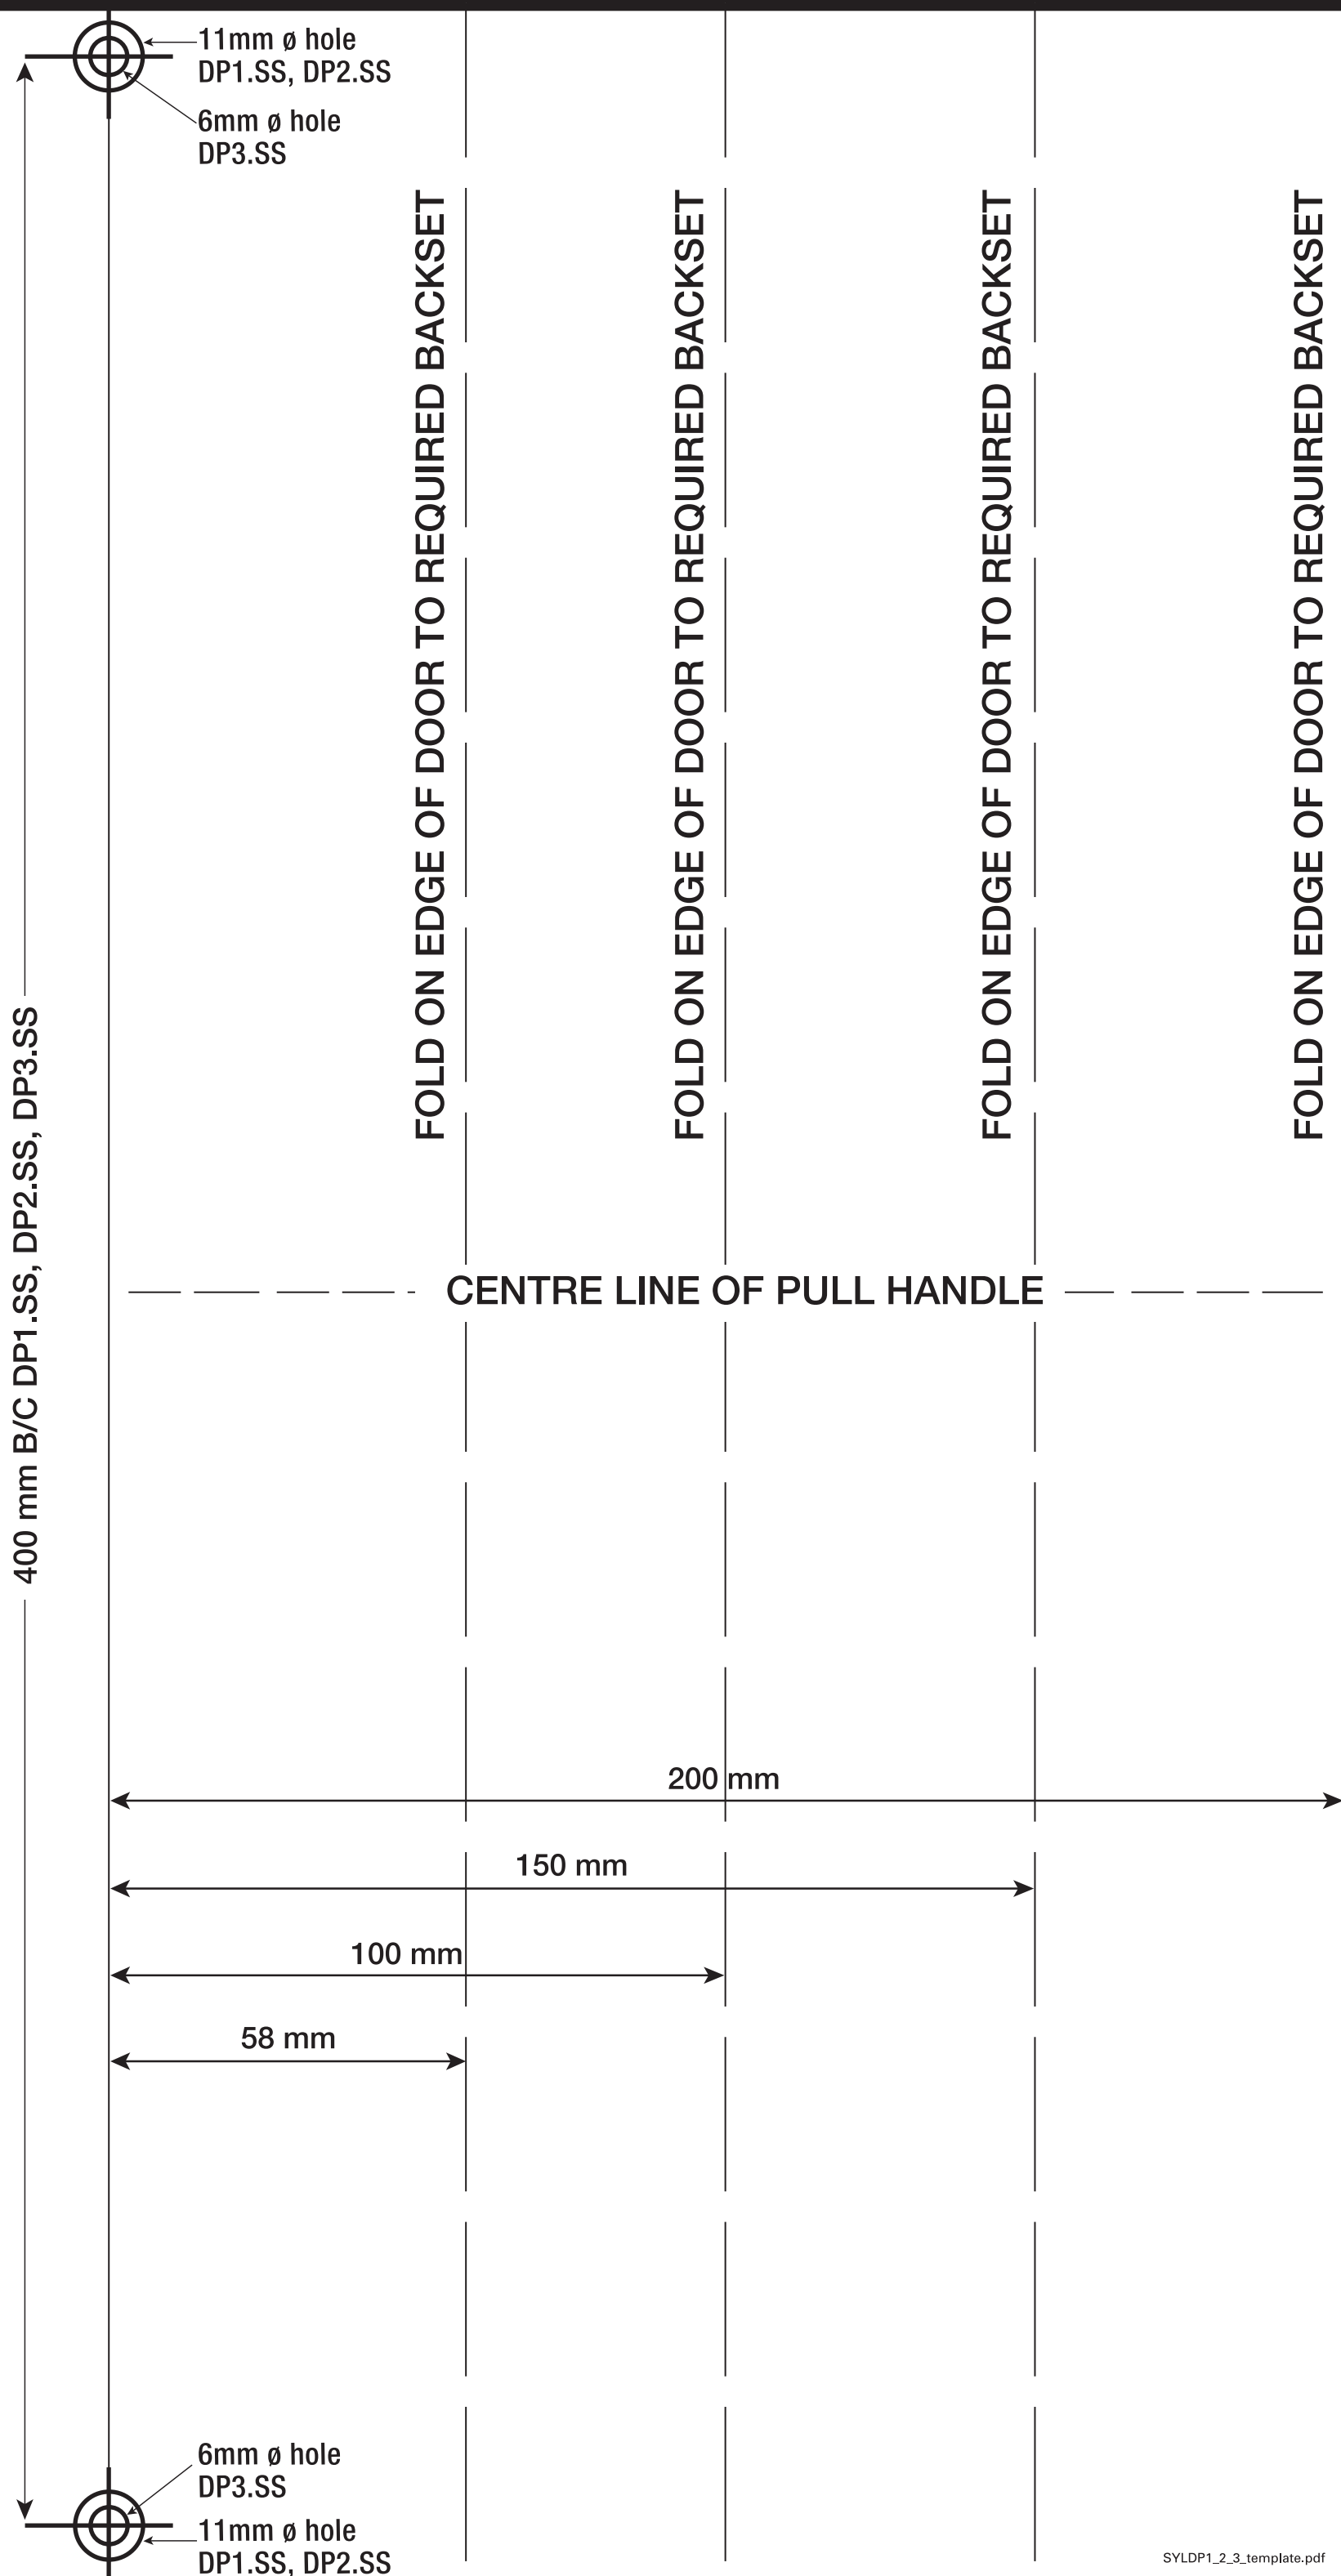 11mm ø hole
DP1.SS, DP2.SS
6mm ø hole
DP3.SS
FOLD ON EDGE OF DOOR TO REQUIRED BACKSET
FOLD ON EDGE OF DOOR TO REQUIRED BACKSET
FOLD ON EDGE OF DOOR TO REQUIRED BACKSET
FOLD ON EDGE OF DOOR TO REQUIRED BACKSET
400 mm B/C DP1.SS, DP2.SS, DP3.SS
CENTRE LINE OF PULL HANDLE
200 mm
150 mm
100 mm
58 mm
6mm ø hole
DP3.SS
11mm ø hole
DP1.SS, DP2.SS
SYLDP1_2_3_template.pdf